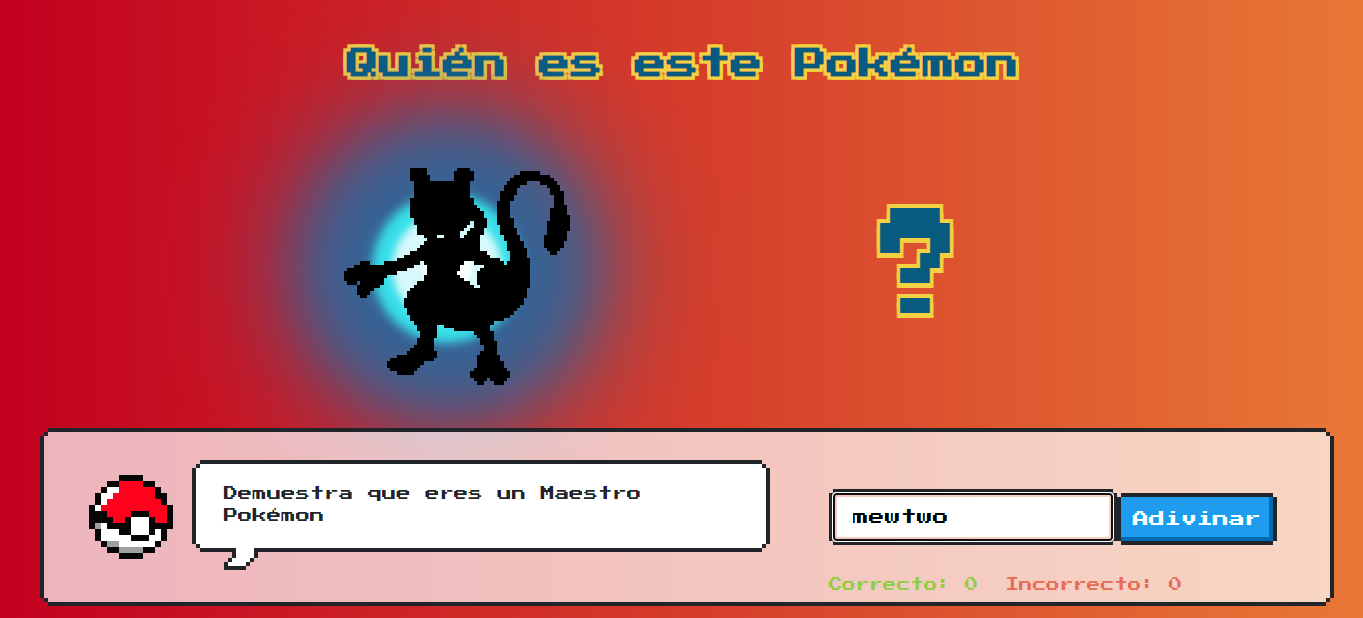 Quién es este Pokémon
?
Demuestra que eres un Maestro
Pokémon
mewtwo
Adivinar
Correcto: 0 Incorrecto: 0